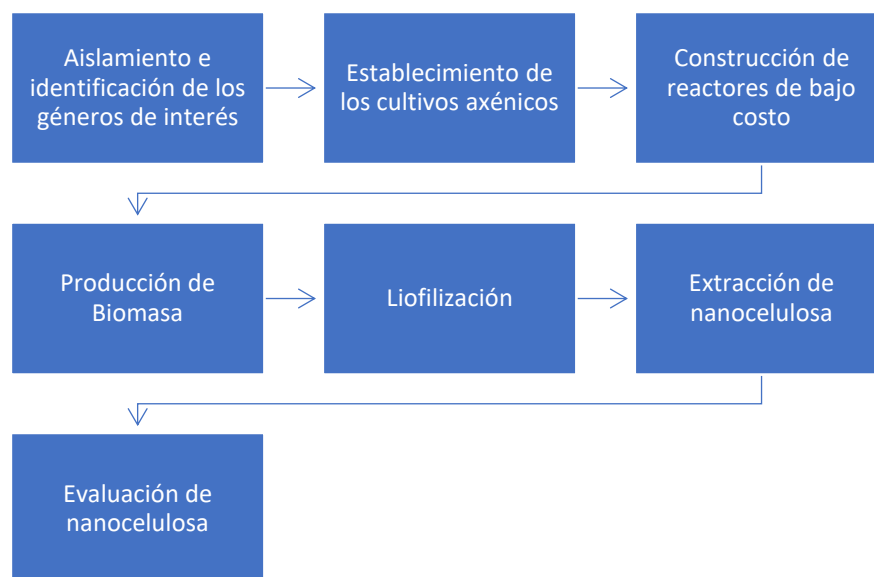 Aislamiento e
identificación de los
géneros de interés
Establecimiento de
los cultivos axénicos
Construcción de
reactores de bajo
costo
Producción de
Biomasa
Liofilización
Extracción de
nanocelulosa
Evaluación de
nanocelulosa